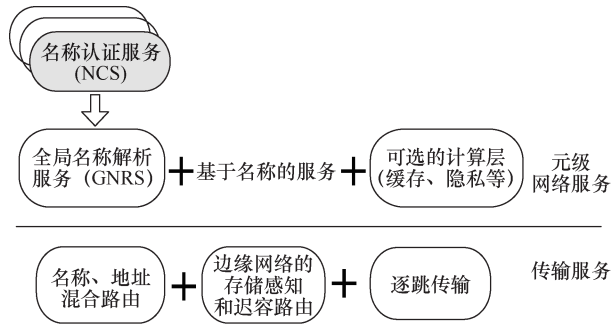 名称认证服务
(NCS)
全局名称解析
服务（GNRS）
基于名称的服务
可选的计算层
（缓存、隐私等）
元级
网络服务
名称、地址
混合路由
边缘网络的
存储感知
和迟容路由
逐跳传输
传输服务